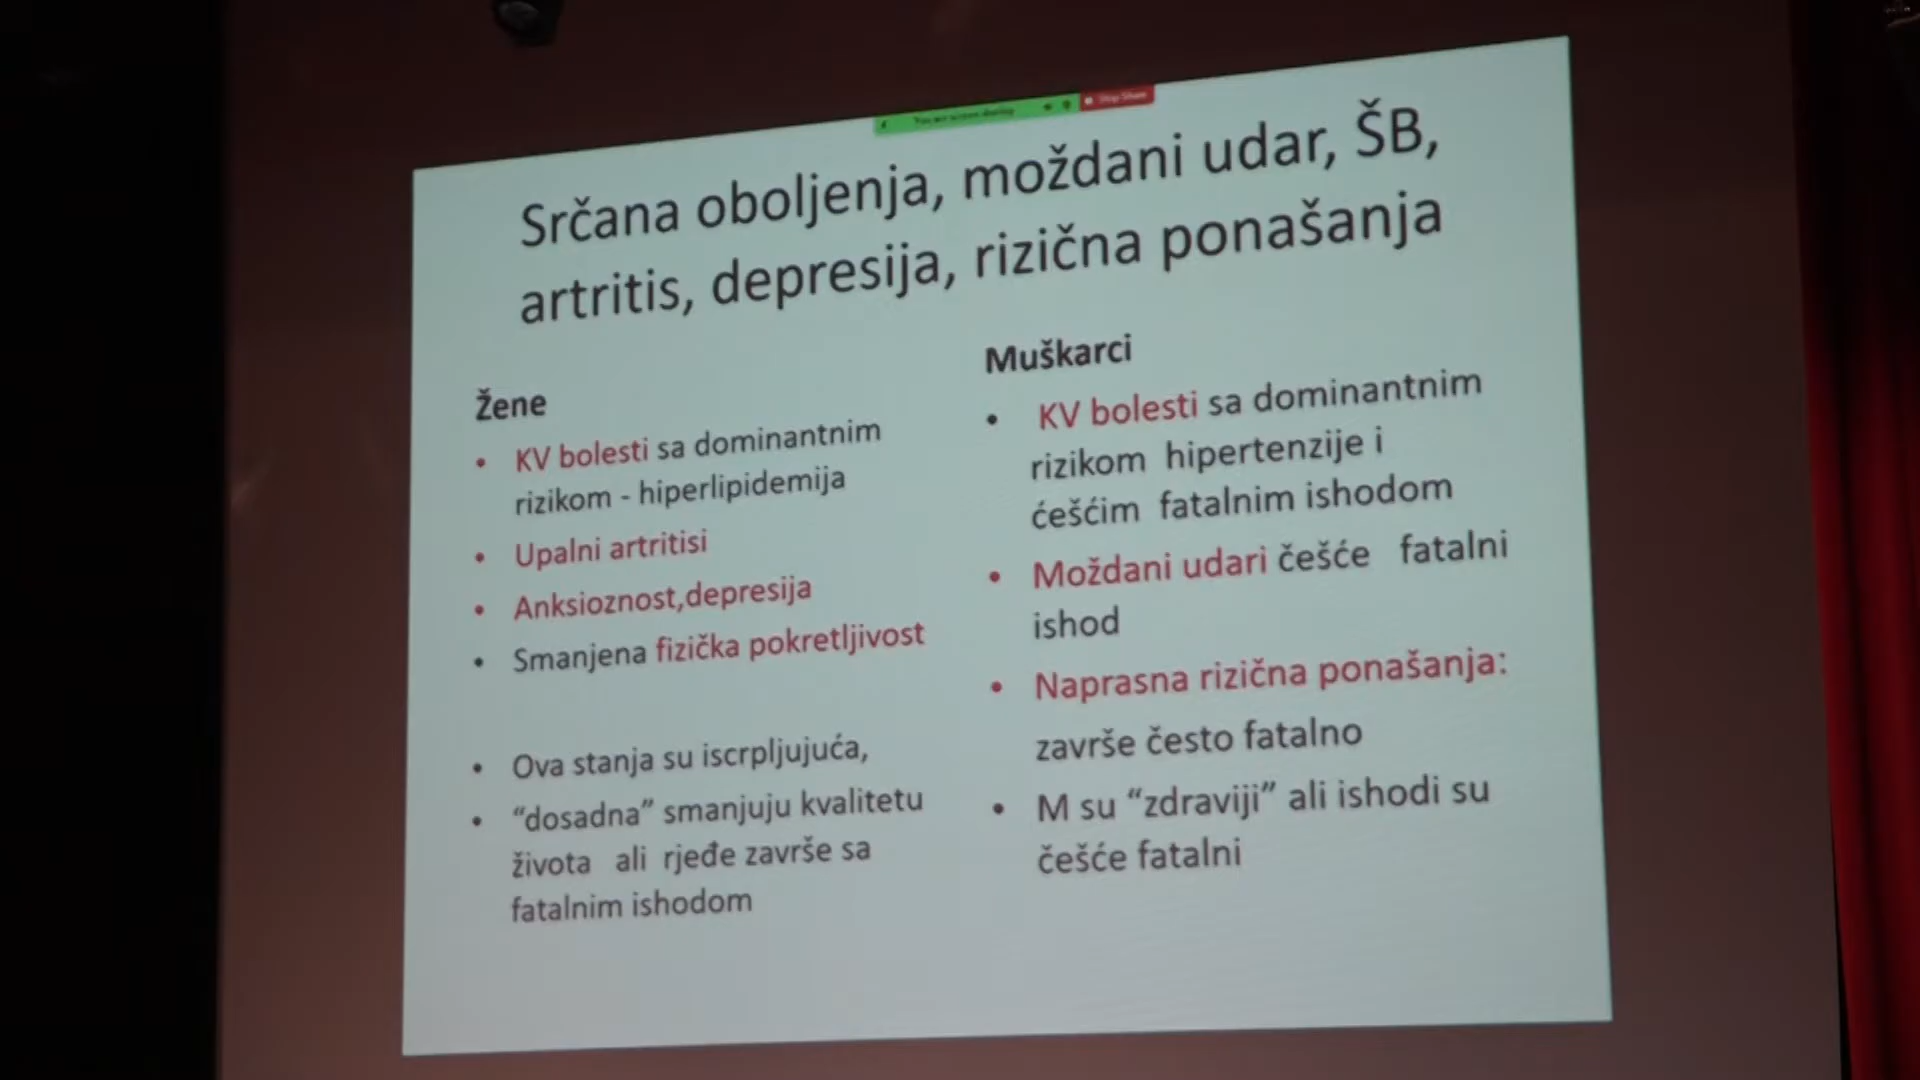 Stop Share
Srčana oboljenja, moždani udar, ŠB,
artritis, depresija, rizična ponašanja
Žene
• KV bolesti sa dominantnim
rizikom - hiperlipidemija
• Upalni artritisi
• Anksioznost,depresija
• Smanjena fizička pokretljivost
• Ova stanja su iscrpljujuća,
• “dosadna” smanjuju kvalitetu
života ali rjeđe završe sa
fatalnim ishodom
Muškarci
• KV bolesti sa dominantnim
rizikom hipertenzije i
ćešćim fatalnim ishodom
• Moždani udari češće fatalni
ishod
• Naprasna rizična ponašanja:
završe često fatalno
• M su “zdraviji” ali ishodi su
češće fatalni